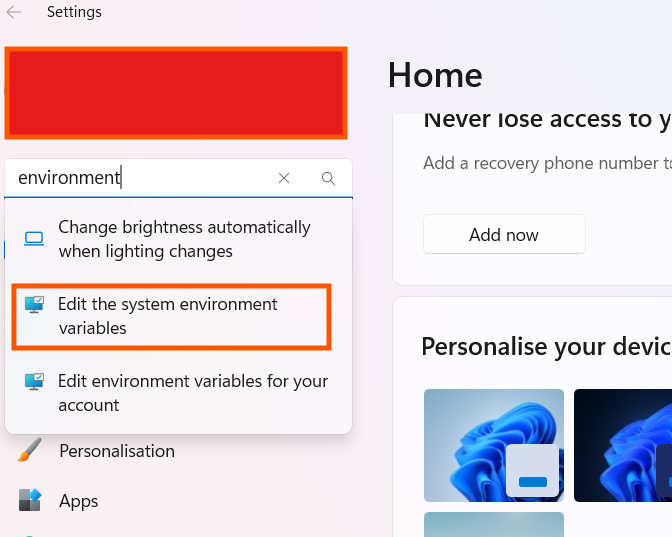 Settings
Home
environment
Change brightness automatically
when lighting changes
Edit the system environment
variables
Edit environment variables for your
account
Personalisation
Apps
Never lose access to y
Add a recovery phone number to
Add now
Personalise your devic